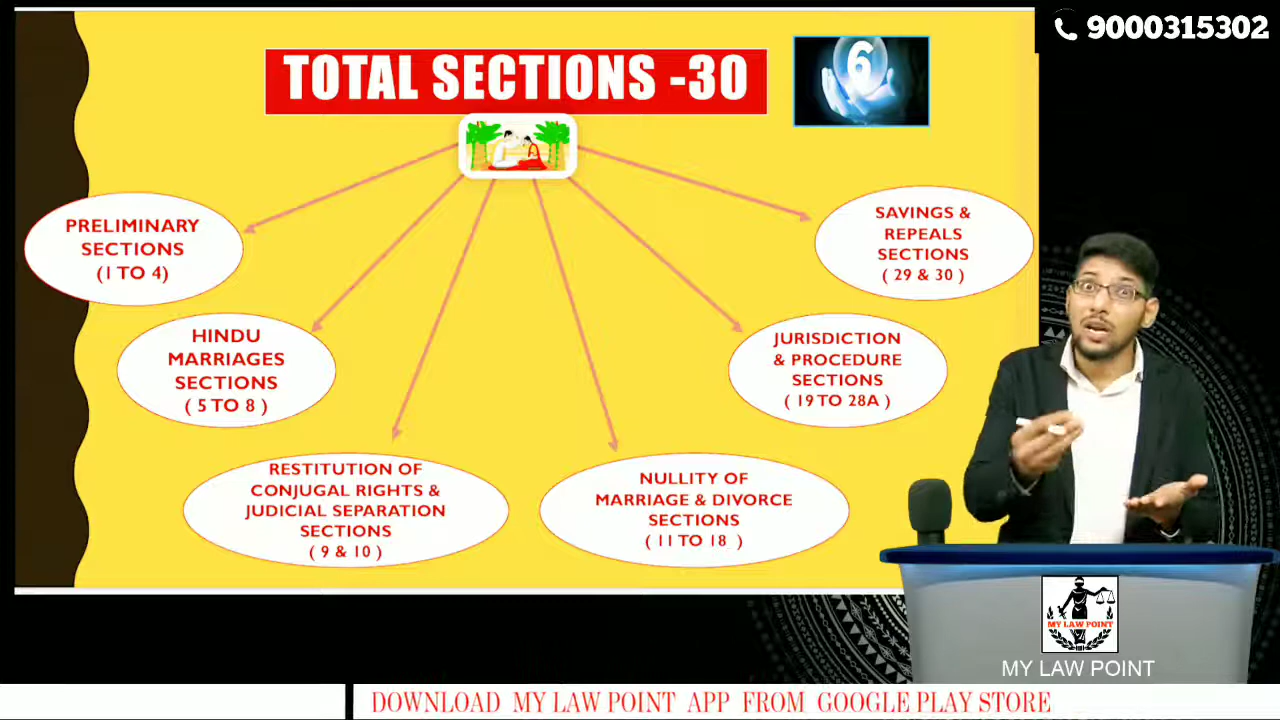 9000315302
TOTAL SECTIONS -30
6
PRELIMINARY
SECTIONS
(1 TO 4)
HINDU
MARRIAGES
SECTIONS
( 5 TO 8 )
RESTITUTION OF
CONJUGAL RIGHTS &
JUDICIAL SEPARATION
SECTIONS
( 9 & 10 )
NULLITY OF
MARRIAGE & DIVORCE
SECTIONS
( 11 TO 18 )
JURISDICTION
& PROCEDURE
SECTIONS
( 19 TO 28A )
SAVINGS &
REPEALS
SECTIONS
( 29 & 30 )
MY LAW POINT
MY LAW POINT
DOWNLOAD MY LAW POINT APP FROM GOOGLE PLAY STORE